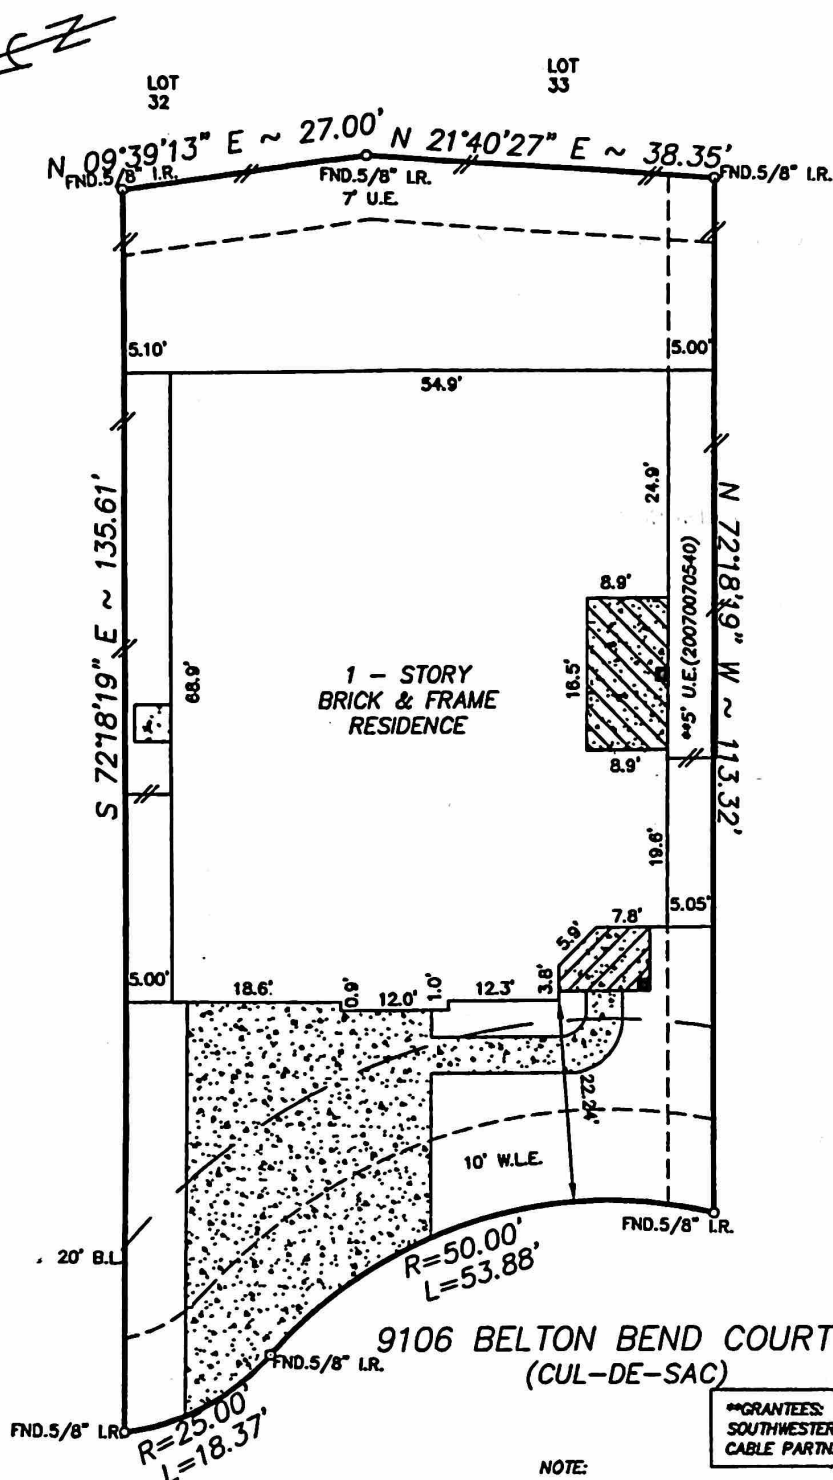 N
LOT
32
LOT
33
N 09°39'13" E ~ 27.00'
N 21°40'27" E ~ 38.35'
FND.5/8" I.R.
FND.5/8" I.R.
FND.5/8" I.R.
7' U.E.
5.10'
5.00'
54.9'
24.9'
S 72°18'19" E ~ 135.61'
N 72°18'19" W ~ 113.32'
**5' U.E.(20070070540)
8.9'
16.5'
8.9'
68.9'
1 - STORY
BRICK & FRAME
RESIDENCE
19.6'
5.05'
7.8'
5.9'
3.8'
5.00'
18.6'
0.9'
12.0'
1.0'
12.3'
22.24'
10' W.L.E.
20' B.L.
FND.5/8" I.R.
R=50.00'
L=53.88'
9106 BELTON BEND COURT
(CUL-DE-SAC)
FND.5/8" I.R.
FND.5/8" I.R.
R=25.00'
L=18.37'
**GRANTEES:
SOUTHWESTER
CABLE PARTN
NOTE: